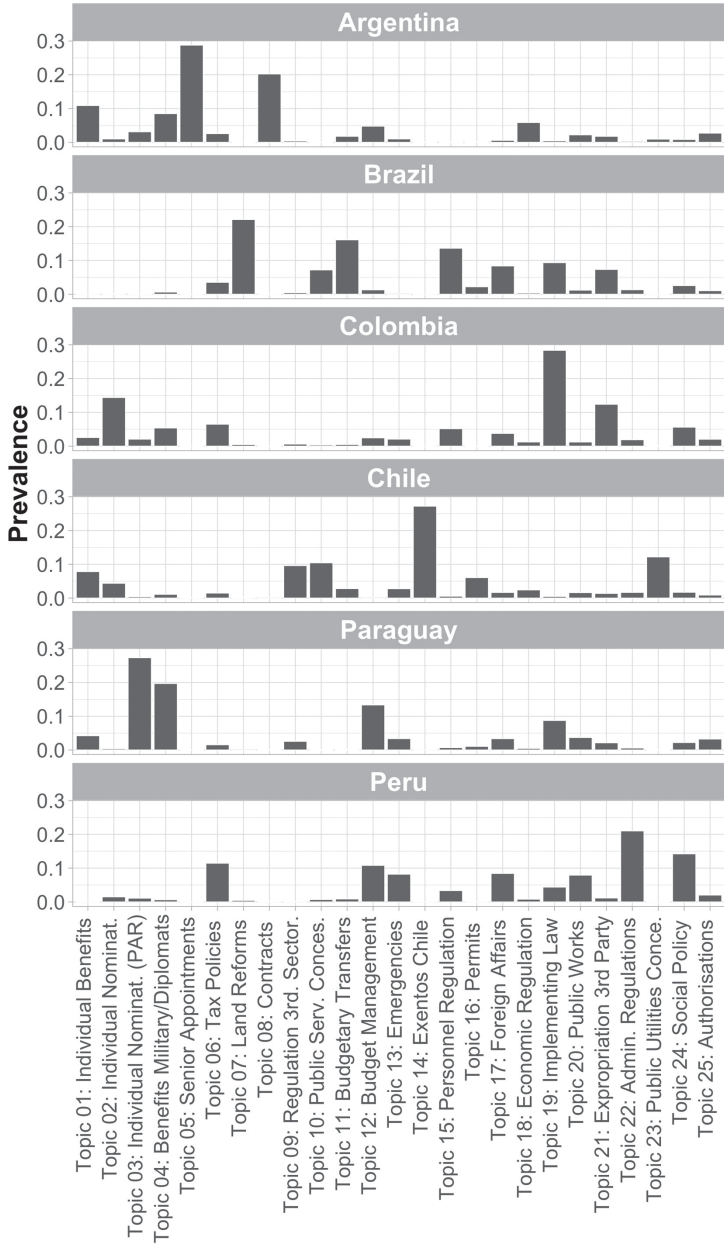 Argentina
0.3
0.2
0.1
0.0
Brazil
0.3
0.2
0.1
0.0
Colombia
0.3
0.2
0.1
0.0
Prevalence
Chile
0.3
0.2
0.1
0.0
Paraguay
0.3
0.2
0.1
0.0
Peru
0.3
0.2
0.1
0.0
Topic 01: Individual Benefits
Topic 02: Individual Nominat.
Topic 03: Individual Nominat. (PAR)
Topic 04: Benefits Military/Diplomats
Topic 05: Senior Appointments
Topic 06: Tax Policies
Topic 07: Land Reforms
Topic 08: Contracts
Topic 09: Regulation 3rd. Sector.
Topic 10: Public Serv. Conces.
Topic 11: Budgetary Transfers
Topic 12: Budget Management
Topic 13: Emergencies
Topic 14: Exentos Chile
Topic 15: Personnel Regulation
Topic 16: Permits
Topic 17: Foreign Affairs
Topic 18: Economic Regulation
Topic 19: Implementing Law
Topic 20: Public Works
Topic 21: Expropriation 3rd Party
Topic 22: Admin. Regulations
Topic 23: Public Utilities Conce.
Topic 24: Social Policy
Topic 25: Authorisations